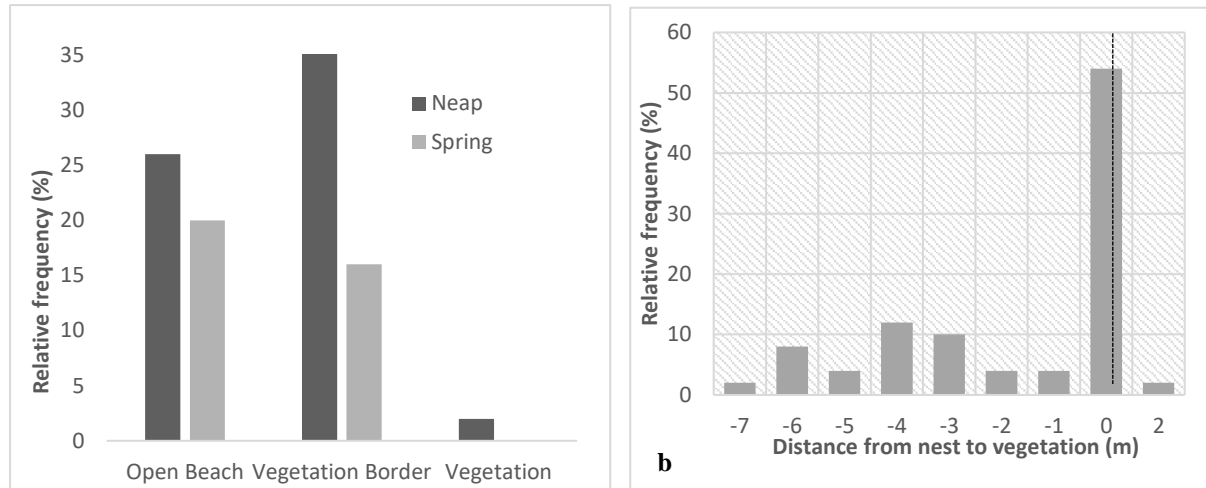 Relative frequency (%)
35
30
25
20
15
10
5
0
Neap
Spring
Open Beach Vegetation Border Vegetation
Relative frequency (%)
60
50
40
30
20
10
0
-7 -6 -5 -4 -3 -2 -1 0 2
Distance from nest to vegetation (m)
b